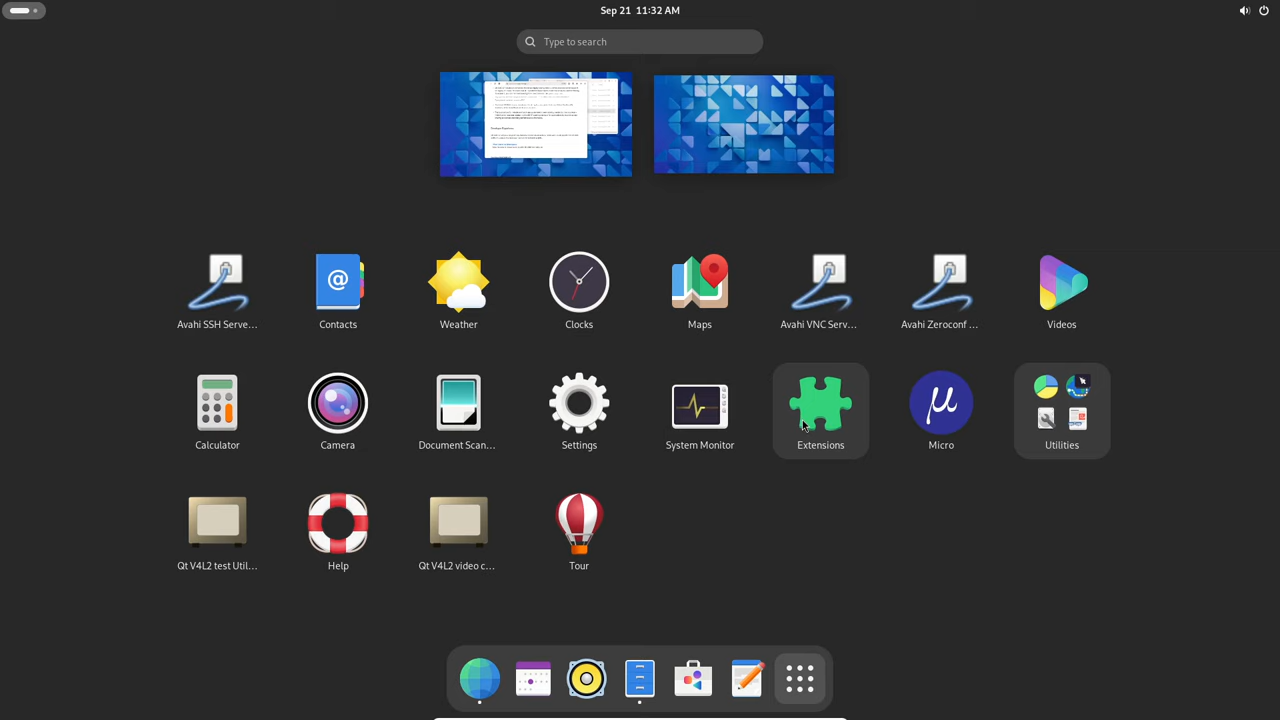 Sep 21 11:32 AM
Type to search
Avahi SSH Serve...
Contacts
Weather
Clocks
Maps
Avahi VNC Serv...
Avahi Zeroconf ...
Videos
Calculator
Camera
Document Scan...
Settings
System Monitor
Extensions
Micro
Utilities
Qt V4L2 test Util...
Help
Qt V4L2 video c...
Tour